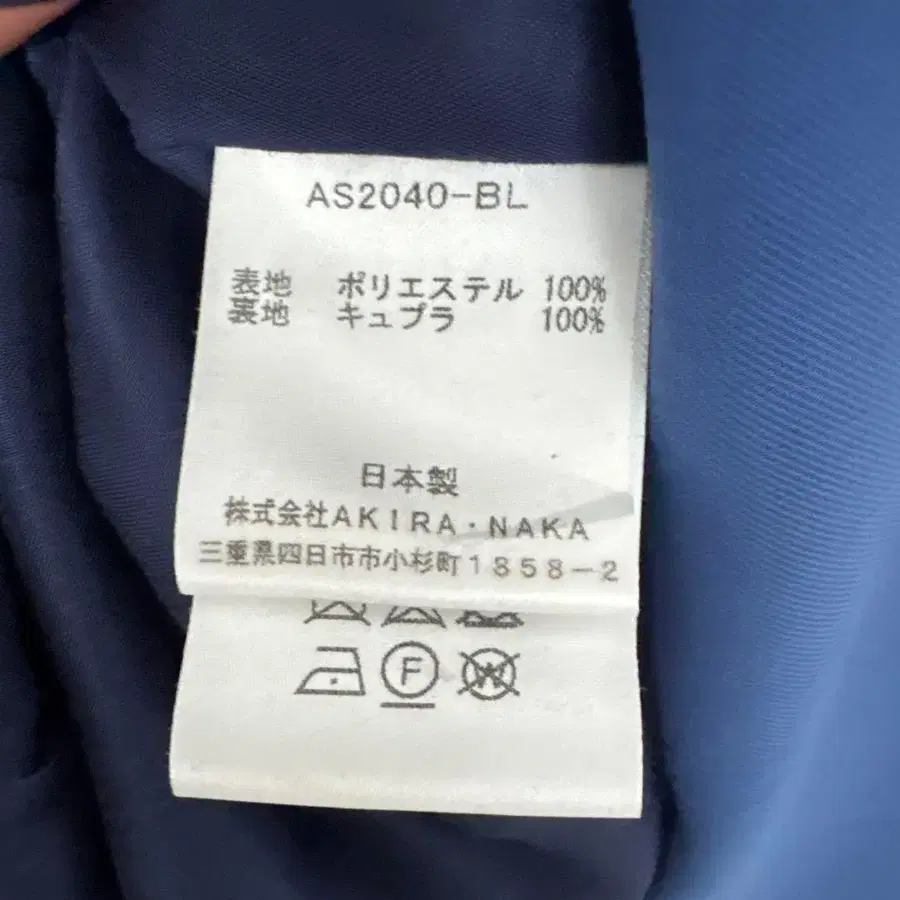 AS2040-BL
表地 ポリエステル 100%
裏地 キュプラ 100%
日本製
株式会社AKIRA・NAKA
三重県四日市市小杉町1858-2
F
W